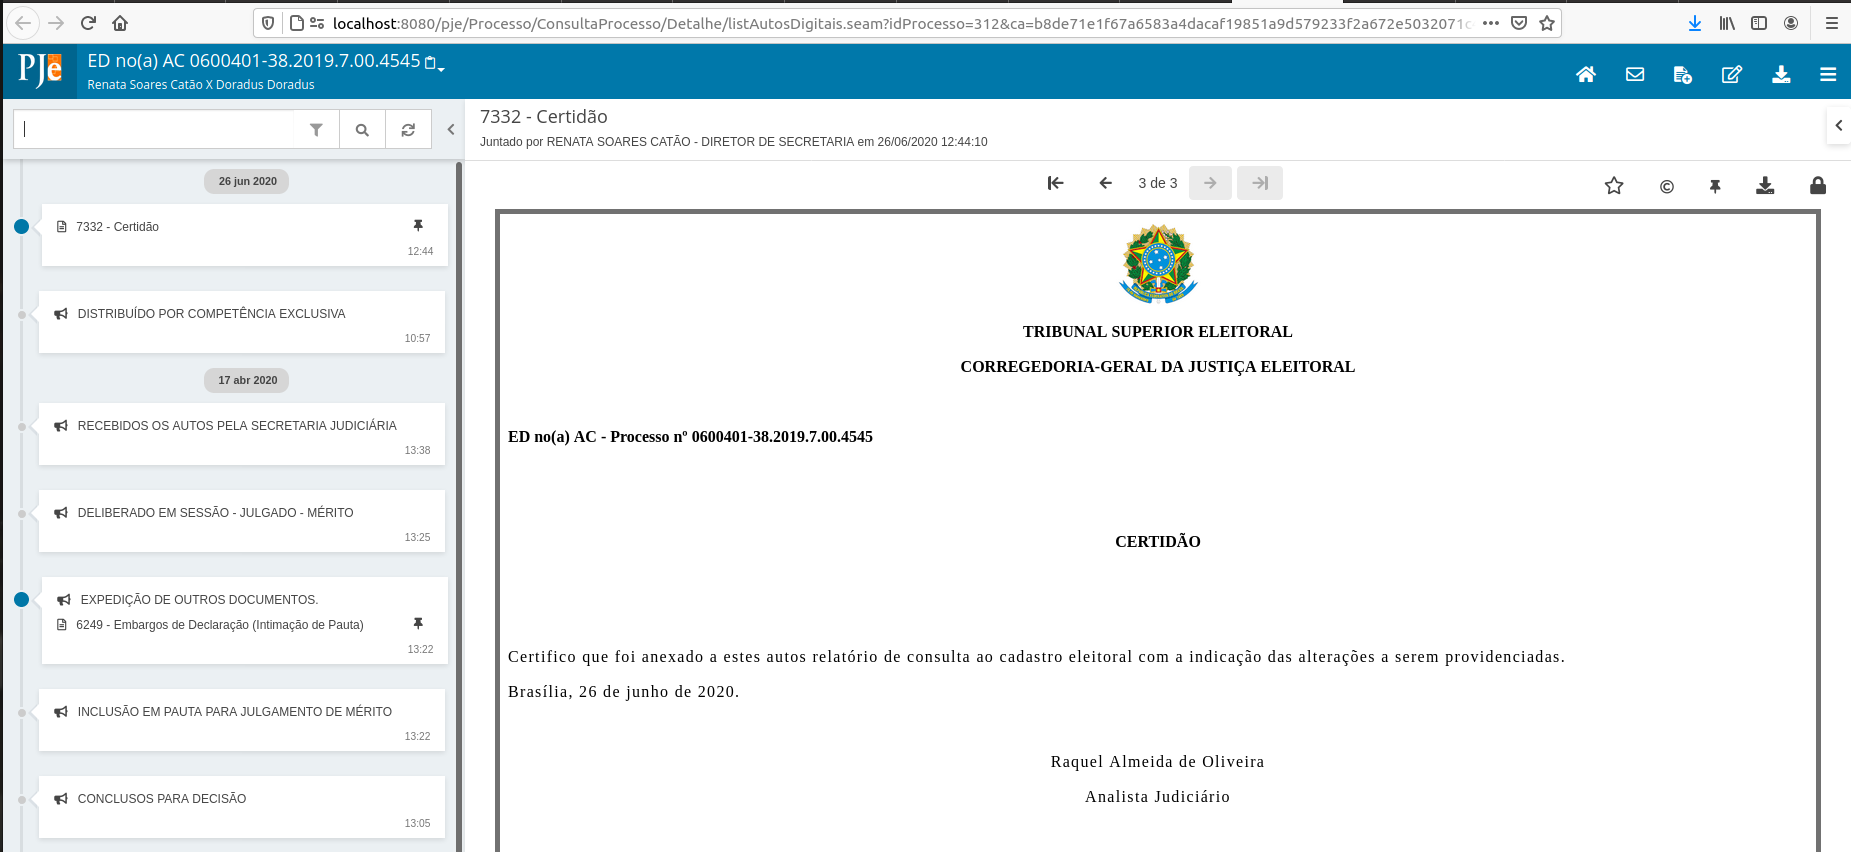 localhost:8080/pje/Processo/ConsultaProcesso/Detalhe/listAutosDigitais.seam?idProcesso=312&ca=b8de71e1f67a6583a4dacaf19851a9d579233f2a672e5032071c
PJe
ED no(a) AC 0600401-38.2019.7.00.4545
Renata Soares Catão X Doradus Doradus
7332 - Certidão
Juntado por RENATA SOARES CATÃO - DIRETOR DE SECRETARIA em 26/06/2020 12:44:10
3 de 3
26 jun 2020
7332 - Certidão
12:44
DISTRIBUÍDO POR COMPETÊNCIA EXCLUSIVA
10:57
17 abr 2020
RECEBIDOS OS AUTOS PELA SECRETARIA JUDICIÁRIA
13:38
DELIBERADO EM SESSÃO - JULGADO - MÉRITO
13:25
EXPEDIÇÃO DE OUTROS DOCUMENTOS.
6249 - Embargos de Declaração (Intimação de Pauta)
13:22
INCLUSÃO EM PAUTA PARA JULGAMENTO DE MÉRITO
13:22
CONCLUSOS PARA DECISÃO
13:05
TRIBUNAL SUPERIOR ELEITORAL
CORREGEDORIA-GERAL DA JUSTIÇA ELEITORAL
ED no(a) AC - Processo nº 0600401-38.2019.7.00.4545
CERTIDÃO
Certifico que foi anexado a estes autos relatório de consulta ao cadastro eleitoral com a indicação das alterações a serem providenciadas.
Brasília, 26 de junho de 2020.
Raquel Almeida de Oliveira
Analista Judiciário